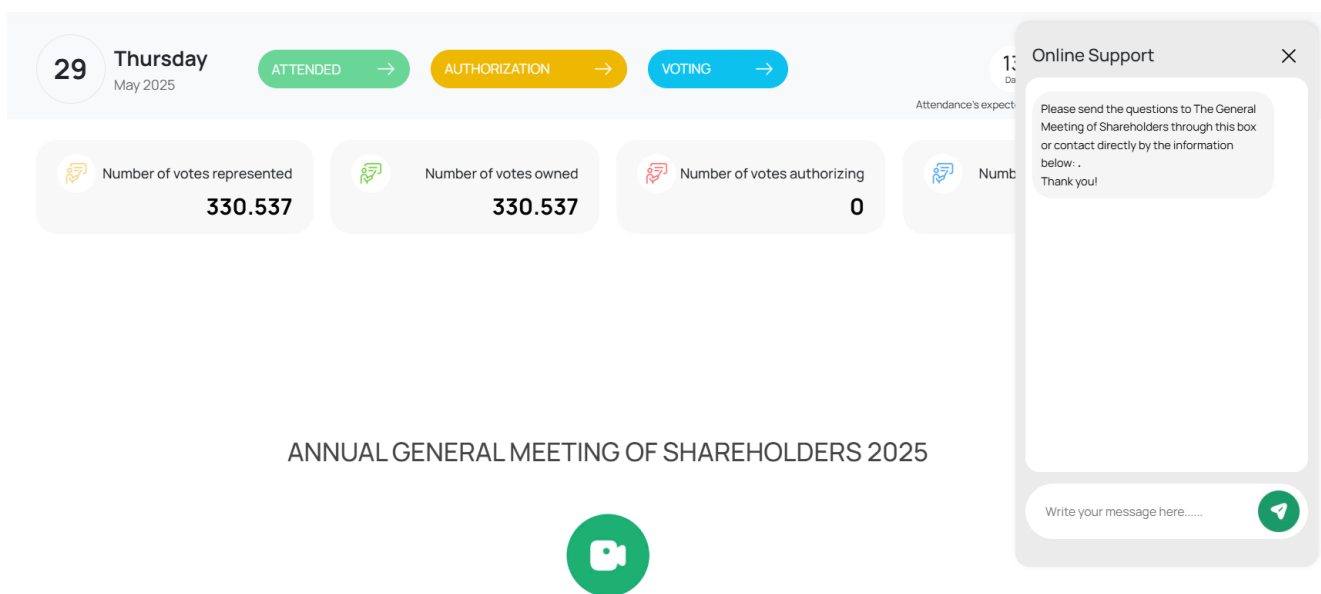 29
Thursday
May 2025
ATTENDED
AUTHORIZATION
VOTING
Attendance's
Number of votes represented
330.537
Number of votes owned
330.537
Number of votes authorizing
0
ANNUAL GENERAL MEETING OF SHAREHOLDERS 2025
Online Support
Please send the questions to The General
Meeting of Shareholders through this box
or contact directly by the information
below: .
Thank you!
Write your message here......